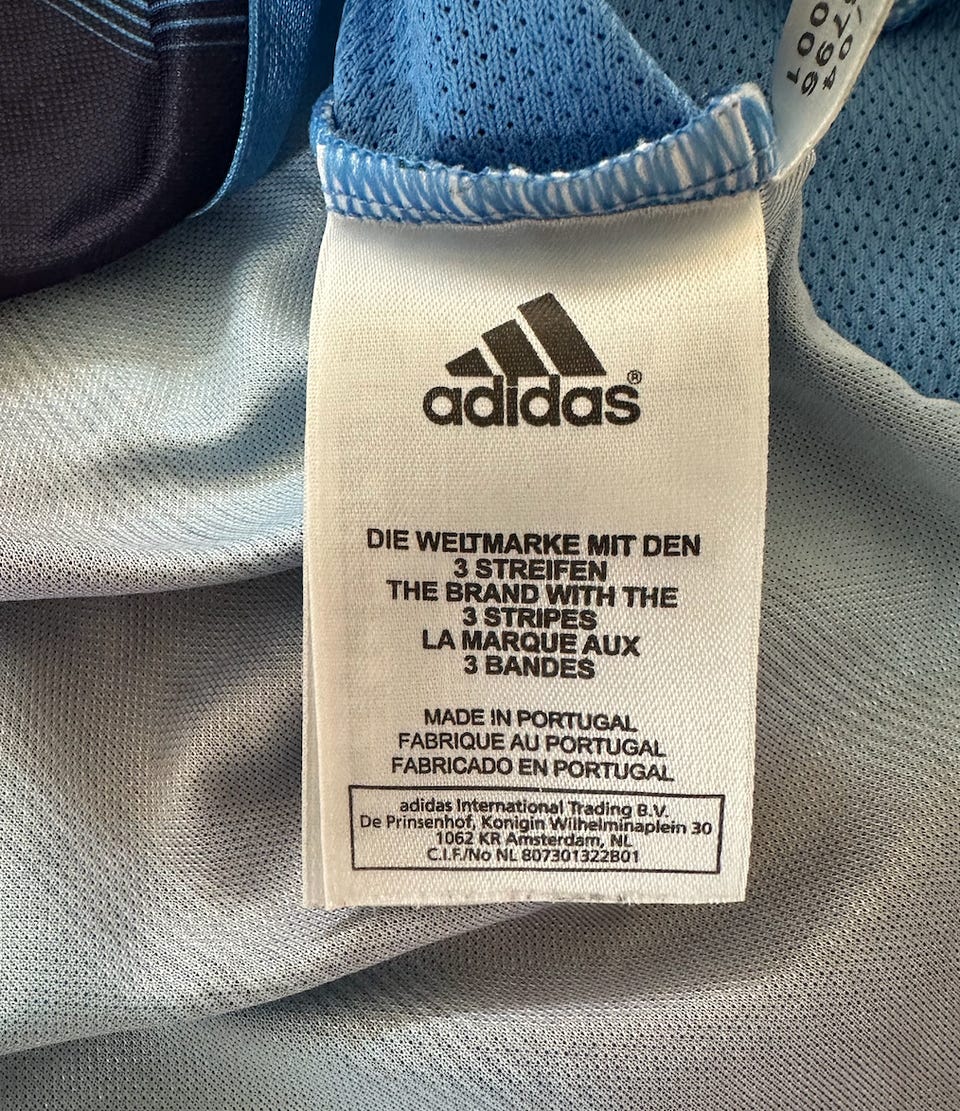 adidas®
DIE WELTMARKE MIT DEN
3 STREIFEN
THE BRAND WITH THE
3 STRIPES
LA MARQUE AUX
3 BANDES
MADE IN PORTUGAL
FABRIQUE AU PORTUGAL
FABRICADO EN PORTUGAL
adidas International Trading B.V.
De Prinsenhof, Konigin Wilhelminaplein 30
1062 KR Amsterdam, NL
C.I.F./No NL 807301322B01
001